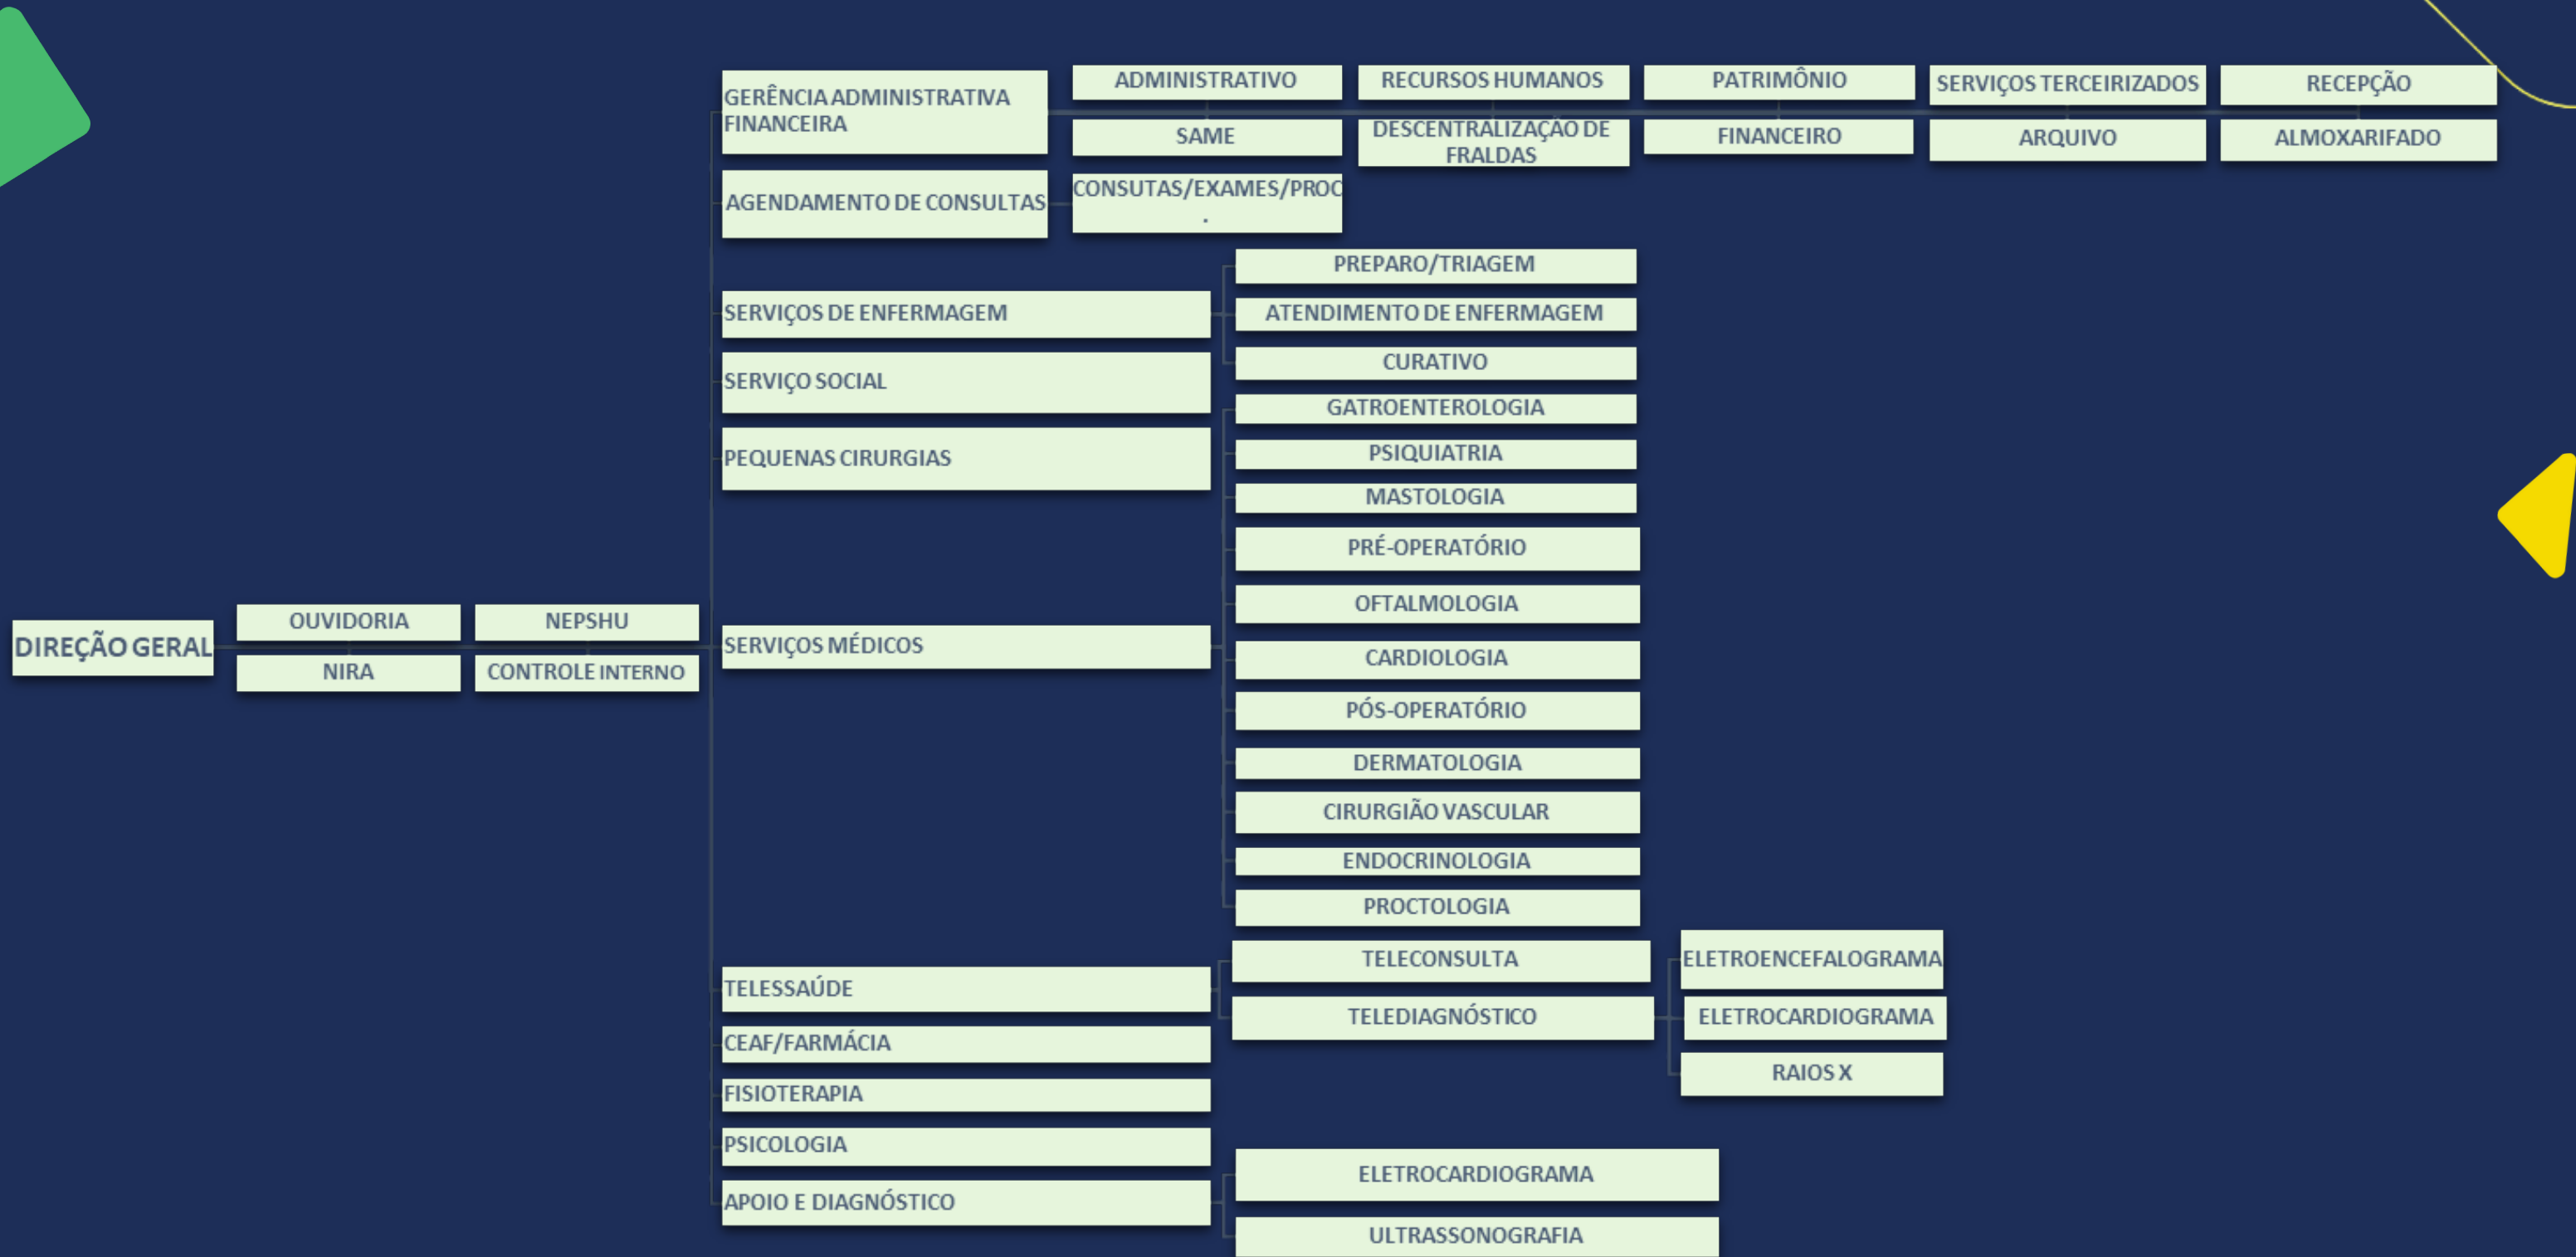 DIREÇÃO GERAL
OUVIDORIA
NEPSHU
NIRA
CONTROLE INTERNO
GERÊNCIA ADMINISTRATIVA
FINANCEIRA
ADMINISTRATIVO
RECURSOS HUMANOS
PATRIMÔNIO
SERVIÇOS TERCEIRIZADOS
RECEPÇÃO
SAME
DESCENTRALIZAÇÃO DE
FRALDAS
FINANCEIRO
ARQUIVO
ALMOXARIFADO
AGENDAMENTO DE CONSULTAS
CONSUTAS/EXAMES/PROC
.
SERVIÇOS DE ENFERMAGEM
PREPARO/TRIAGEM
ATENDIMENTO DE ENFERMAGEM
CURATIVO
SERVIÇO SOCIAL
PEQUENAS CIRURGIAS
SERVIÇOS MÉDICOS
GATROENTEROLOGIA
PSIQUIATRIA
MASTOLOGIA
PRÉ-OPERATÓRIO
OFTALMOLOGIA
CARDIOLOGIA
PÓS-OPERATÓRIO
DERMATOLOGIA
CIRURGIÃO VASCULAR
ENDOCRINOLOGIA
PROCTOLOGIA
TELESSAÚDE
TELECONSULTA
TELEDIAGNÓSTICO
ELETROENCEFALOGRAMA
ELETROCARDIOGRAMA
RAIOS X
CEAF/FARMÁCIA
FISIOTERAPIA
PSICOLOGIA
APOIO E DIAGNÓSTICO
ELETROCARDIOGRAMA
ULTRASSONOGRAFIA